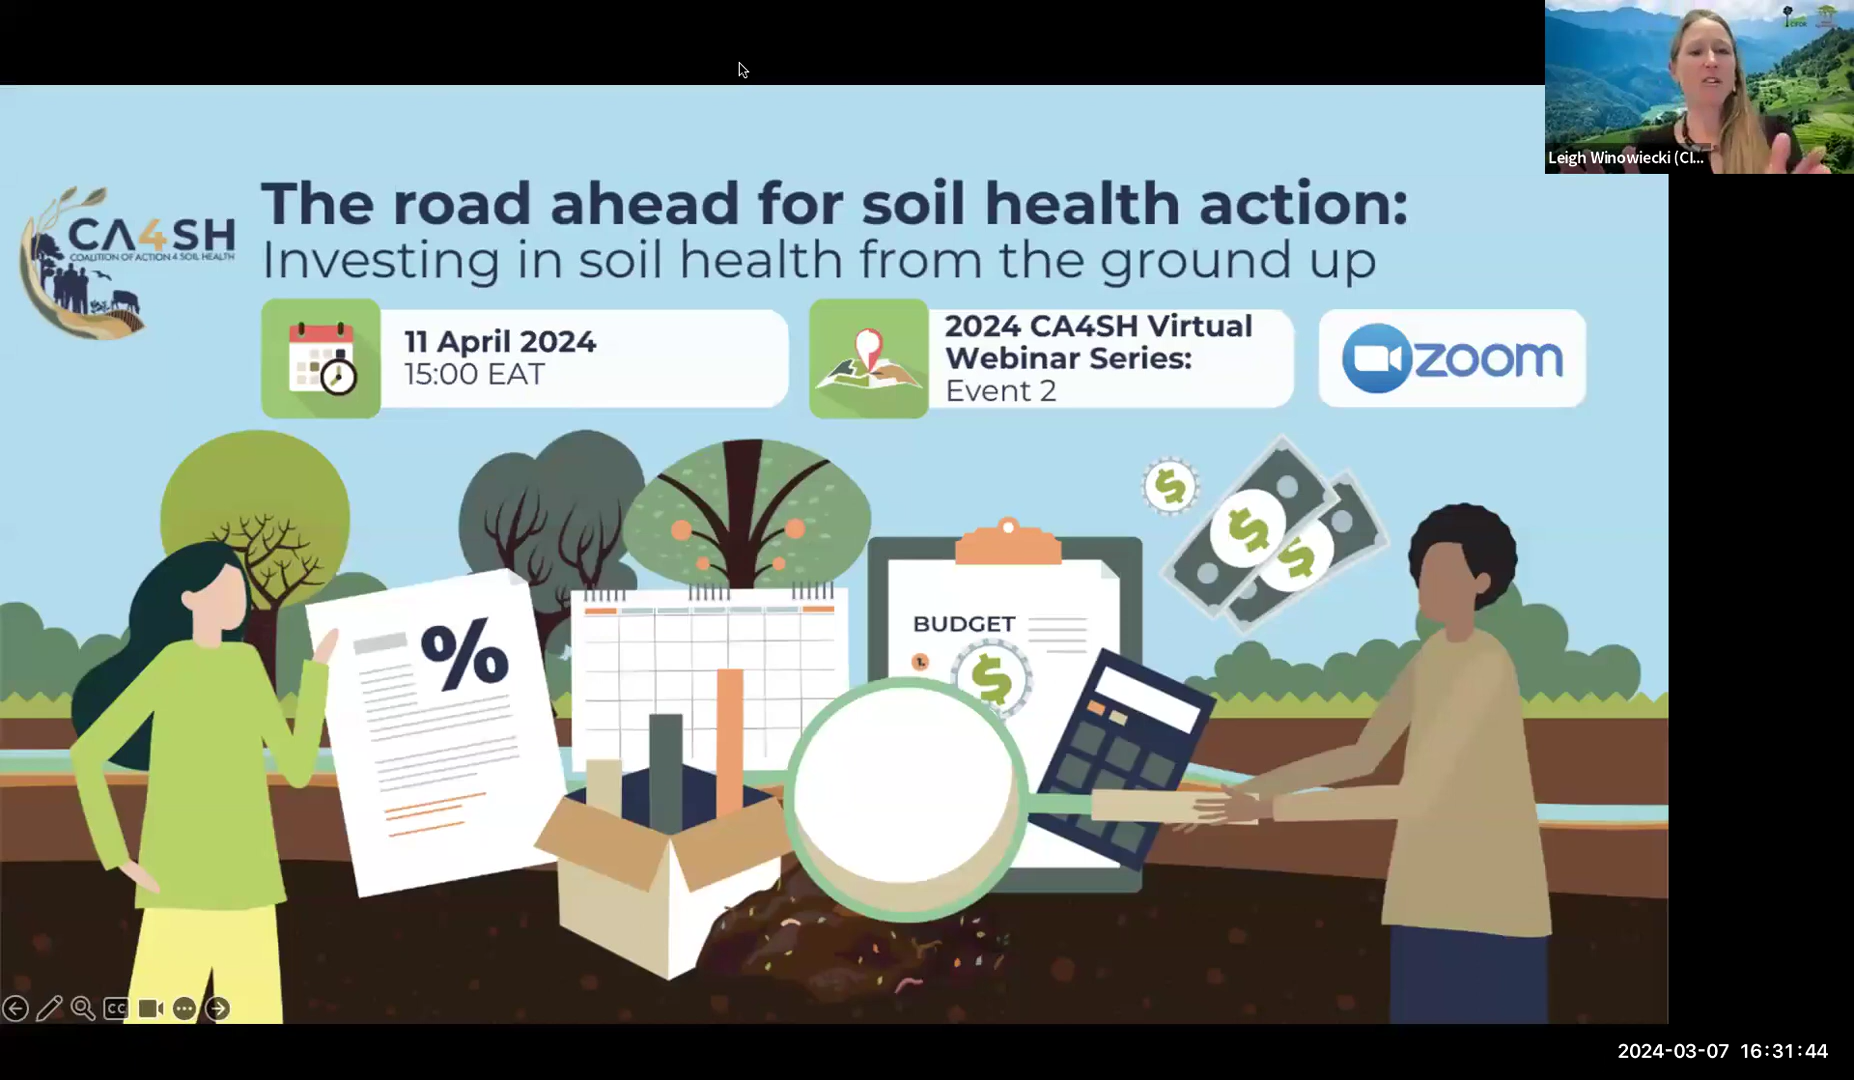 Leigh Winowiecki (CI...
The road ahead for soil health action:
CA4SH
COALITION OF ACTION 4 SOIL HEALTH
Investing in soil health from the ground up
11 April 2024
15:00 EAT
2024 CA4SH Virtual
Webinar Series:
Event 2
zoom
%
BUDGET
1.
$
$
$
$
CC
2024-03-07 16:31:44